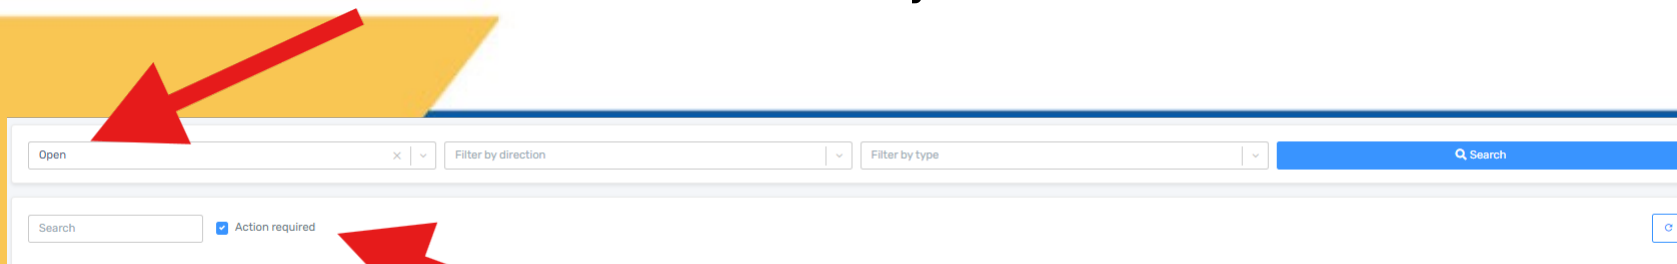 Open Filter by direction Filter by type Search
Search Action required